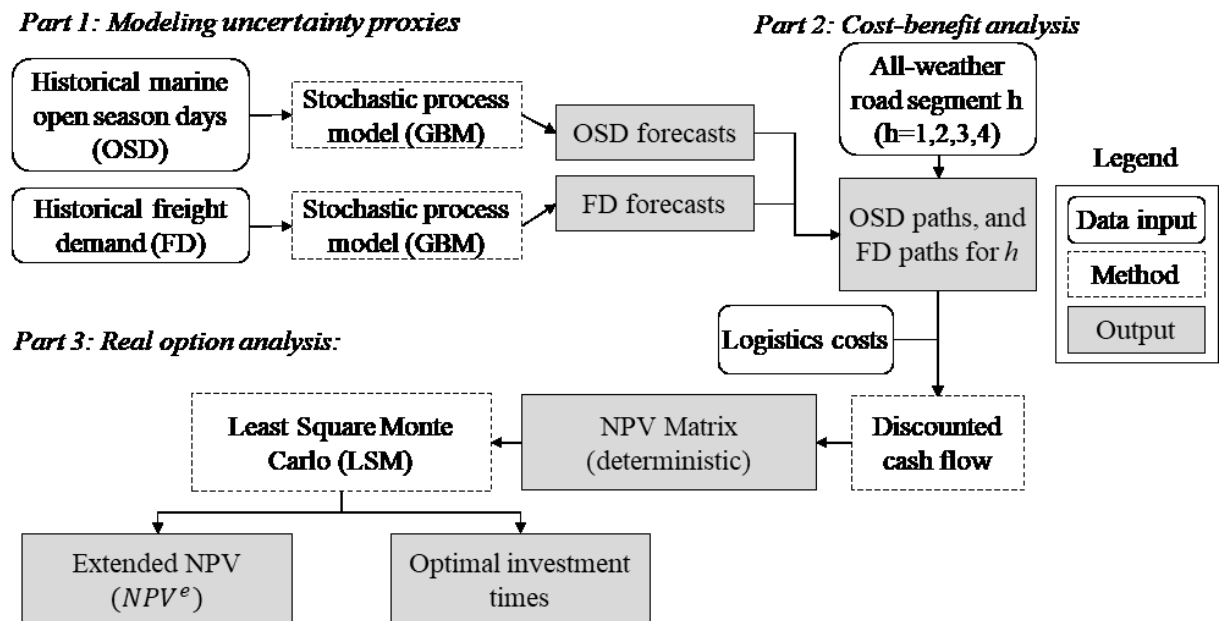 Part 1: Modeling uncertainty proxies
Historical marine
open season days
(OSD)
Stochastic process
model (GBM)
OSD forecasts
Historical freight
demand (FD)
Stochastic process
model (GBM)
FD forecasts
Part 2: Cost-benefit analysis
All-weather
road segment h
(h=1,2,3,4)
OSD paths, and
FD paths for h
Legend
Data input
Method
Output
Logistics costs
Part 3: Real option analysis:
Discounted
cash flow
NPV Matrix
(deterministic)
Least Square Monte
Carlo (LSM)
Extended NPV
(NPVᵉ)
Optimal investment
times